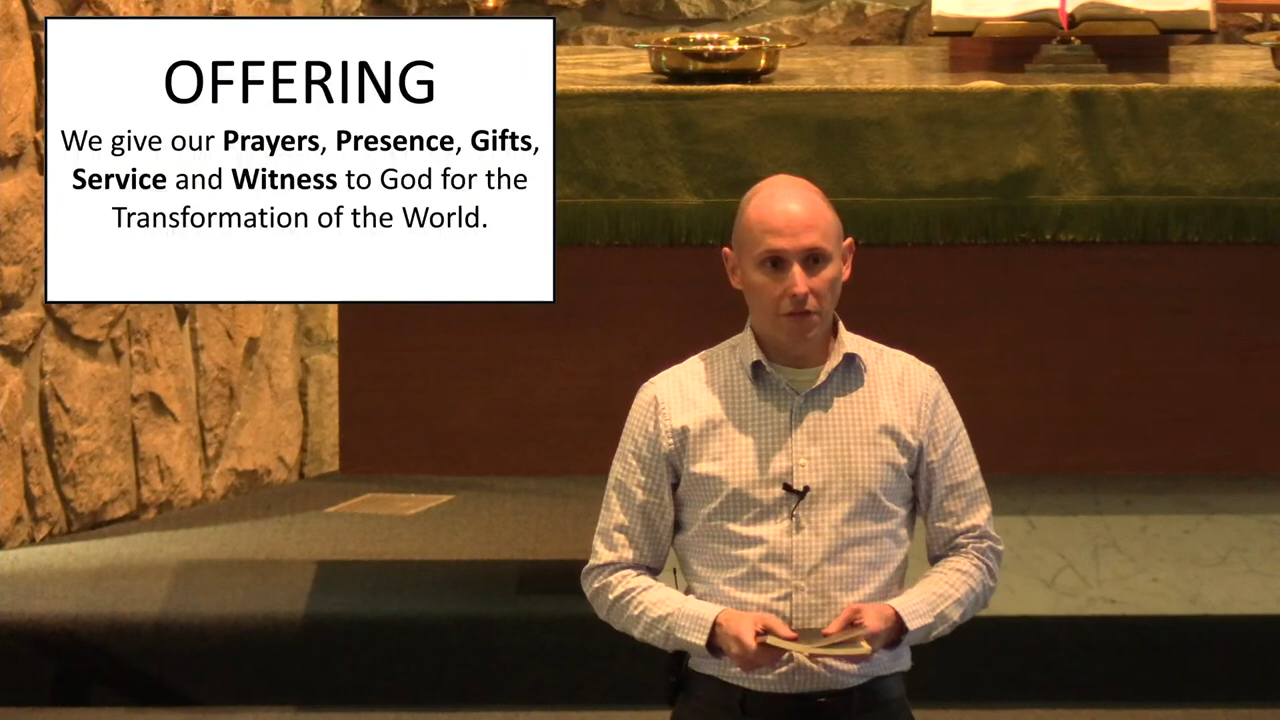 OFFERING
We give our Prayers, Presence, Gifts,
Service and Witness to God for the
Transformation of the World.